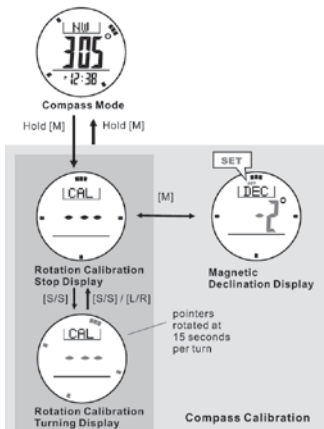 NW
305
12:38
Compass Mode
Hold [M]
Hold [M]
SET
CAL
DEC
- - -
-2°
[M]
Rotation Calibration
Stop Display
Magnetic
Declination Display
[S/S]
[S/S] / [L/R]
pointers
rotated at
15 seconds
per turn
CAL
- - -
Rotation Calibration
Turning Display
Compass Calibration